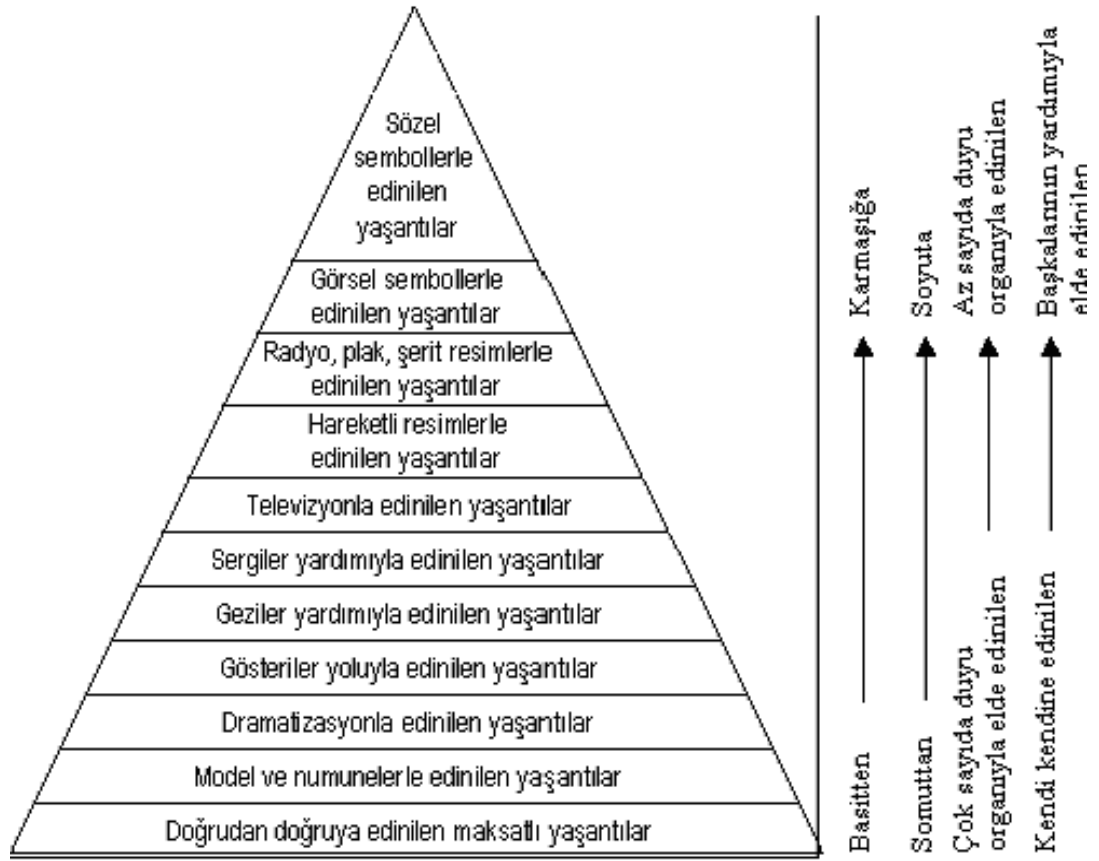 Sözel
sembollerle
edinilen
yaşantılar
Görsel sembollerle
edinilen yaşantılar
Radyo, plak, şerit resimlerle
edinilen yaşantılar
Hareketli resimlerle
edinilen yaşantılar
Televizyonla edinilen yaşantılar
Sergiler yardımıyla edinilen yaşantılar
Geziler yardımıyla edinilen yaşantılar
Gösteriler yoluyla edinilen yaşantılar
Dramatizasyonla edinilen yaşantılar
Model ve numunelerle edinilen yaşantılar
Doğrudan doğruya edinilen maksatlı yaşantılar
Basitten
Karmaşığa
Somuttan
Soyuta
Çok sayıda duyu
organıyla elde edinilen
Az sayıda duyu
organıyla edinilen
Kendi kendine edinilen
Başkalarının yardımıyla
elde edinilen